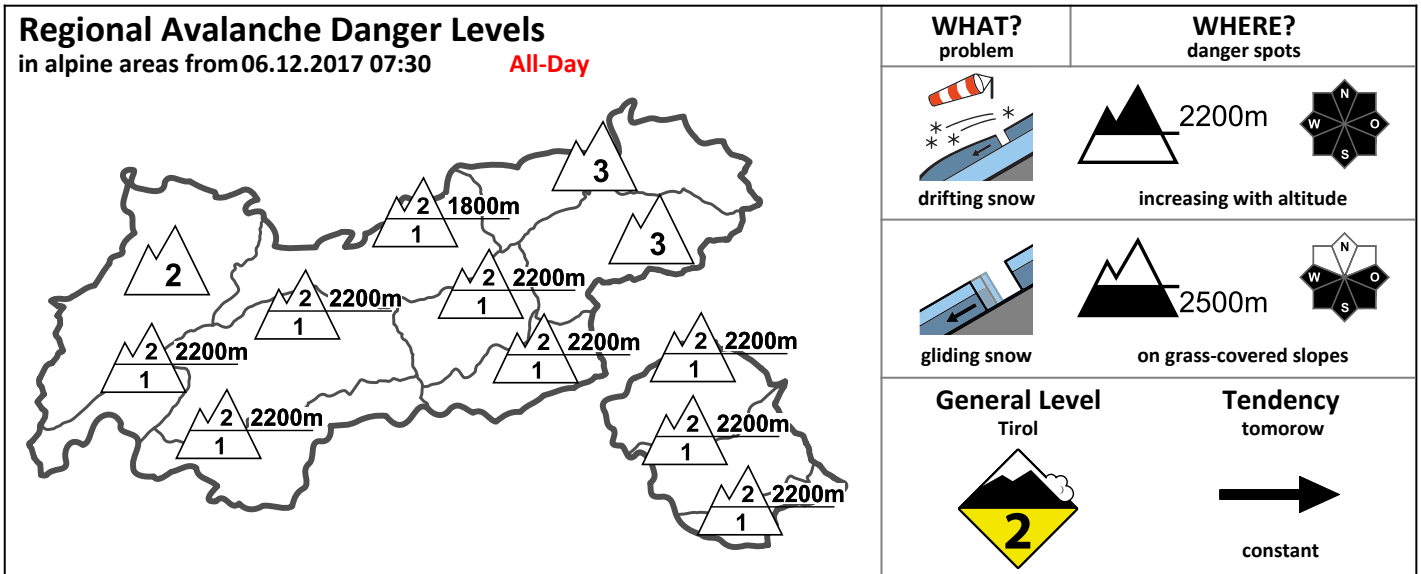 Regional Avalanche Danger Levels
in alpine areas from 06.12.2017 07:30 All-Day
3
2 1800m
1
3
2
2 2200m
1
2 2200m
1
2 2200m
1
2 2200m
1
2 2200m
1
2 2200m
1
2 2200m
1
2 2200m
1
WHAT?
problem
WHERE?
danger spots
drifting snow
2200m
N
W O
S
increasing with altitude
gliding snow
2500m
N
W O
S
on grass-covered slopes
General Level
Tirol
2
Tendency
tomorow
constant